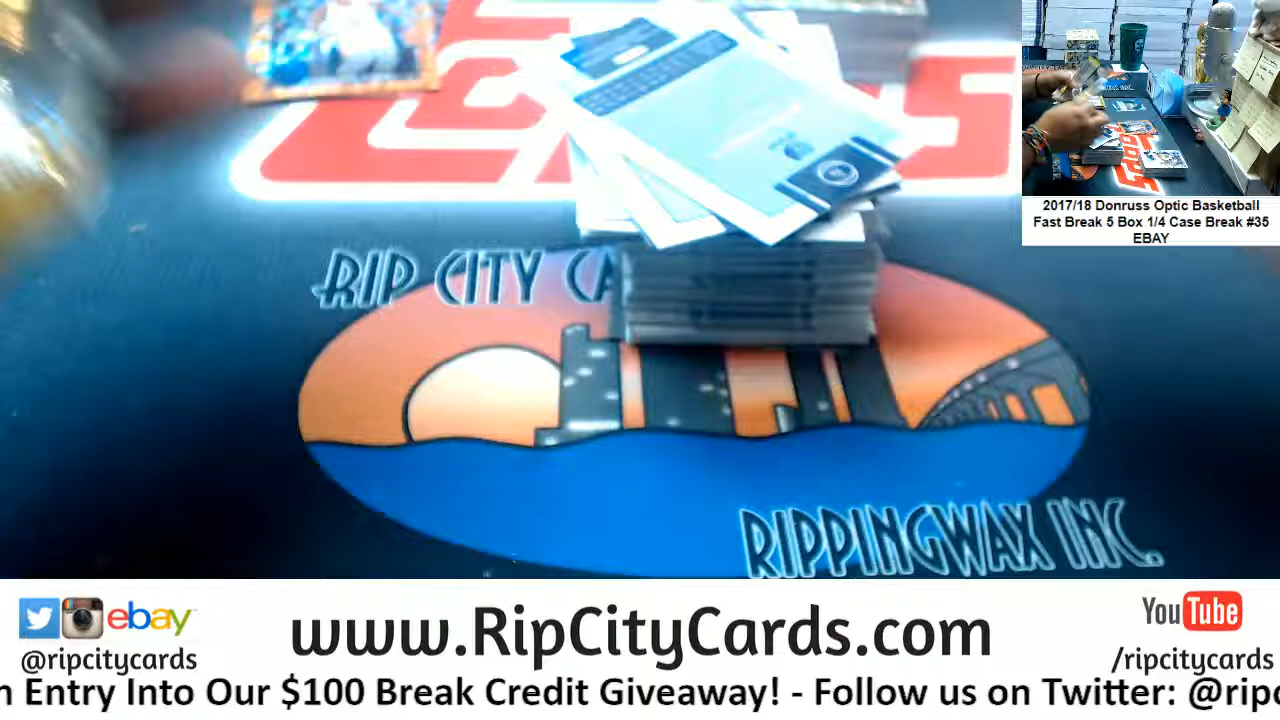 2017/18 Donruss Optic Basketball
Fast Break 5 Box 1/4 Case Break #35
EBAY
RIP CITY CA
RIPPINGWAX INC.
ebay
@ripcitycards
www.RipCityCards.com
YouTube
/ripcitycards
n Entry Into Our $100 Break Credit Giveaway! - Follow us on Twitter: @ripc